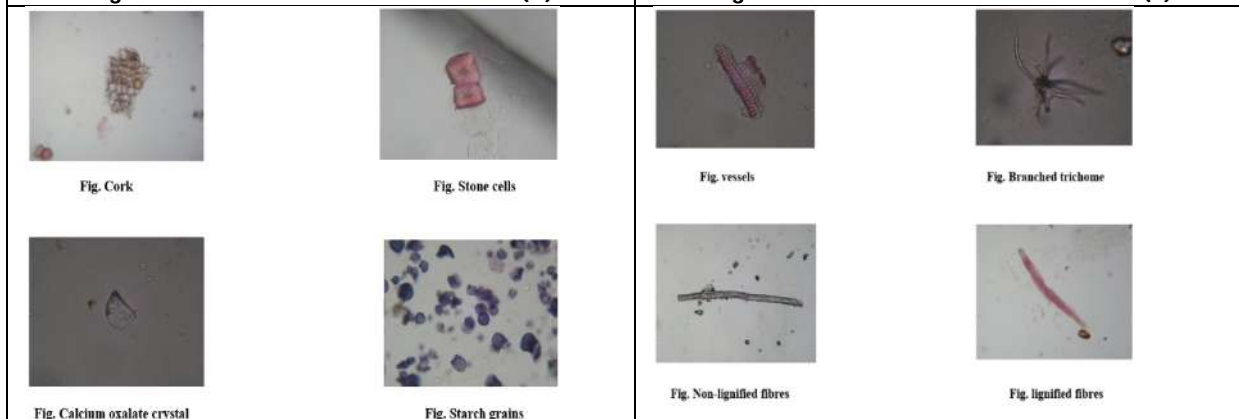 Fig. Cork
Fig. Stone cells
Fig. vessels
Fig. Branched trichome
Fig. Calcium oxalate crystal
Fig. Starch grains
Fig. Non-lignified fibres
Fig. lignified fibres